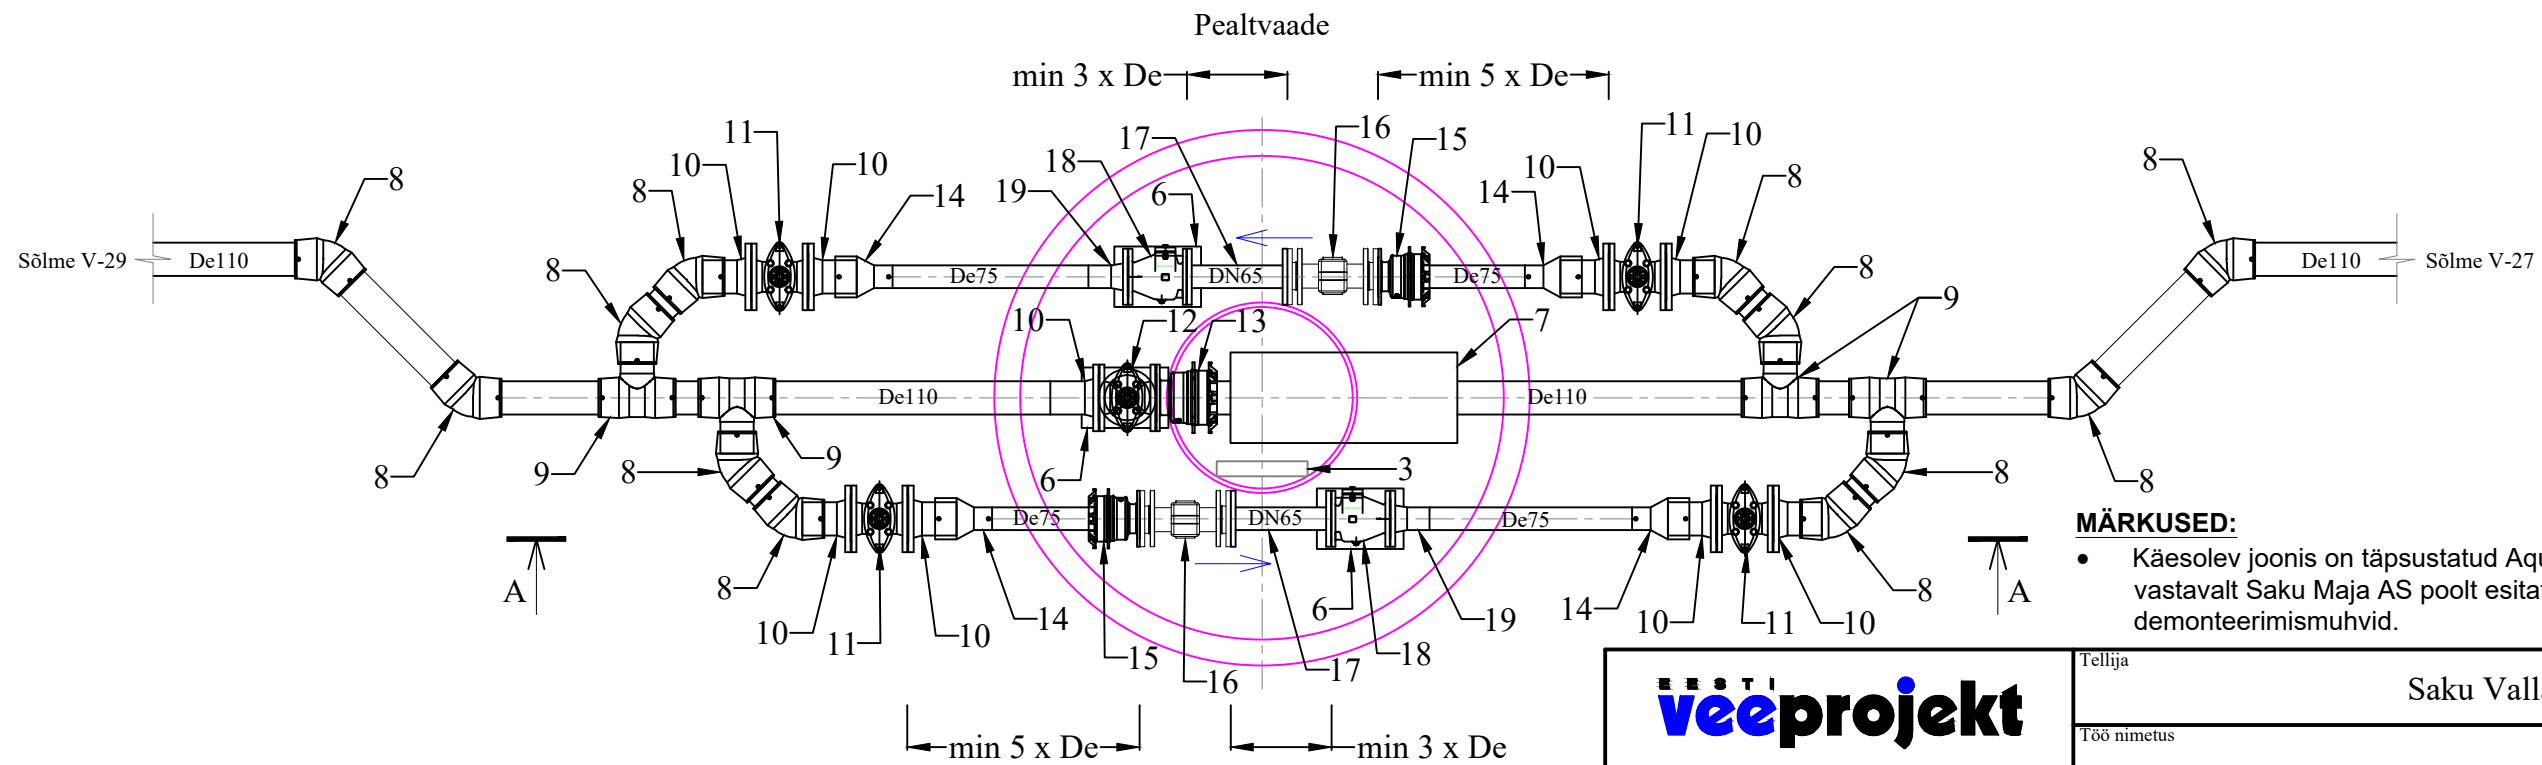 Pealtvaade
min 3 x De
min 5 x De
11
17
16
15
11
10
10
10
18
10
8
8
8
19
6
14
14
8
8
Sõlme V-29
De110
De75
DN65
De75
8
De110
Sõlme V-27
8
8
10
12
13
7
9
De110
De110
8
9
8
9
6
3
8
8
De75
DN65
De75
MÄRKUSED:
• Käesolev joonis on täpsustatud
vastavalt Saku Maja AS poolt
demonteerimismuhvid.
A
8
10
11
10
14
15
16
17
6
18
19
14
10
11
10
8
A
min 5 x De
min 3 x De
EESTI
veeprojekt
Tellija
Saku
Töö nimetus